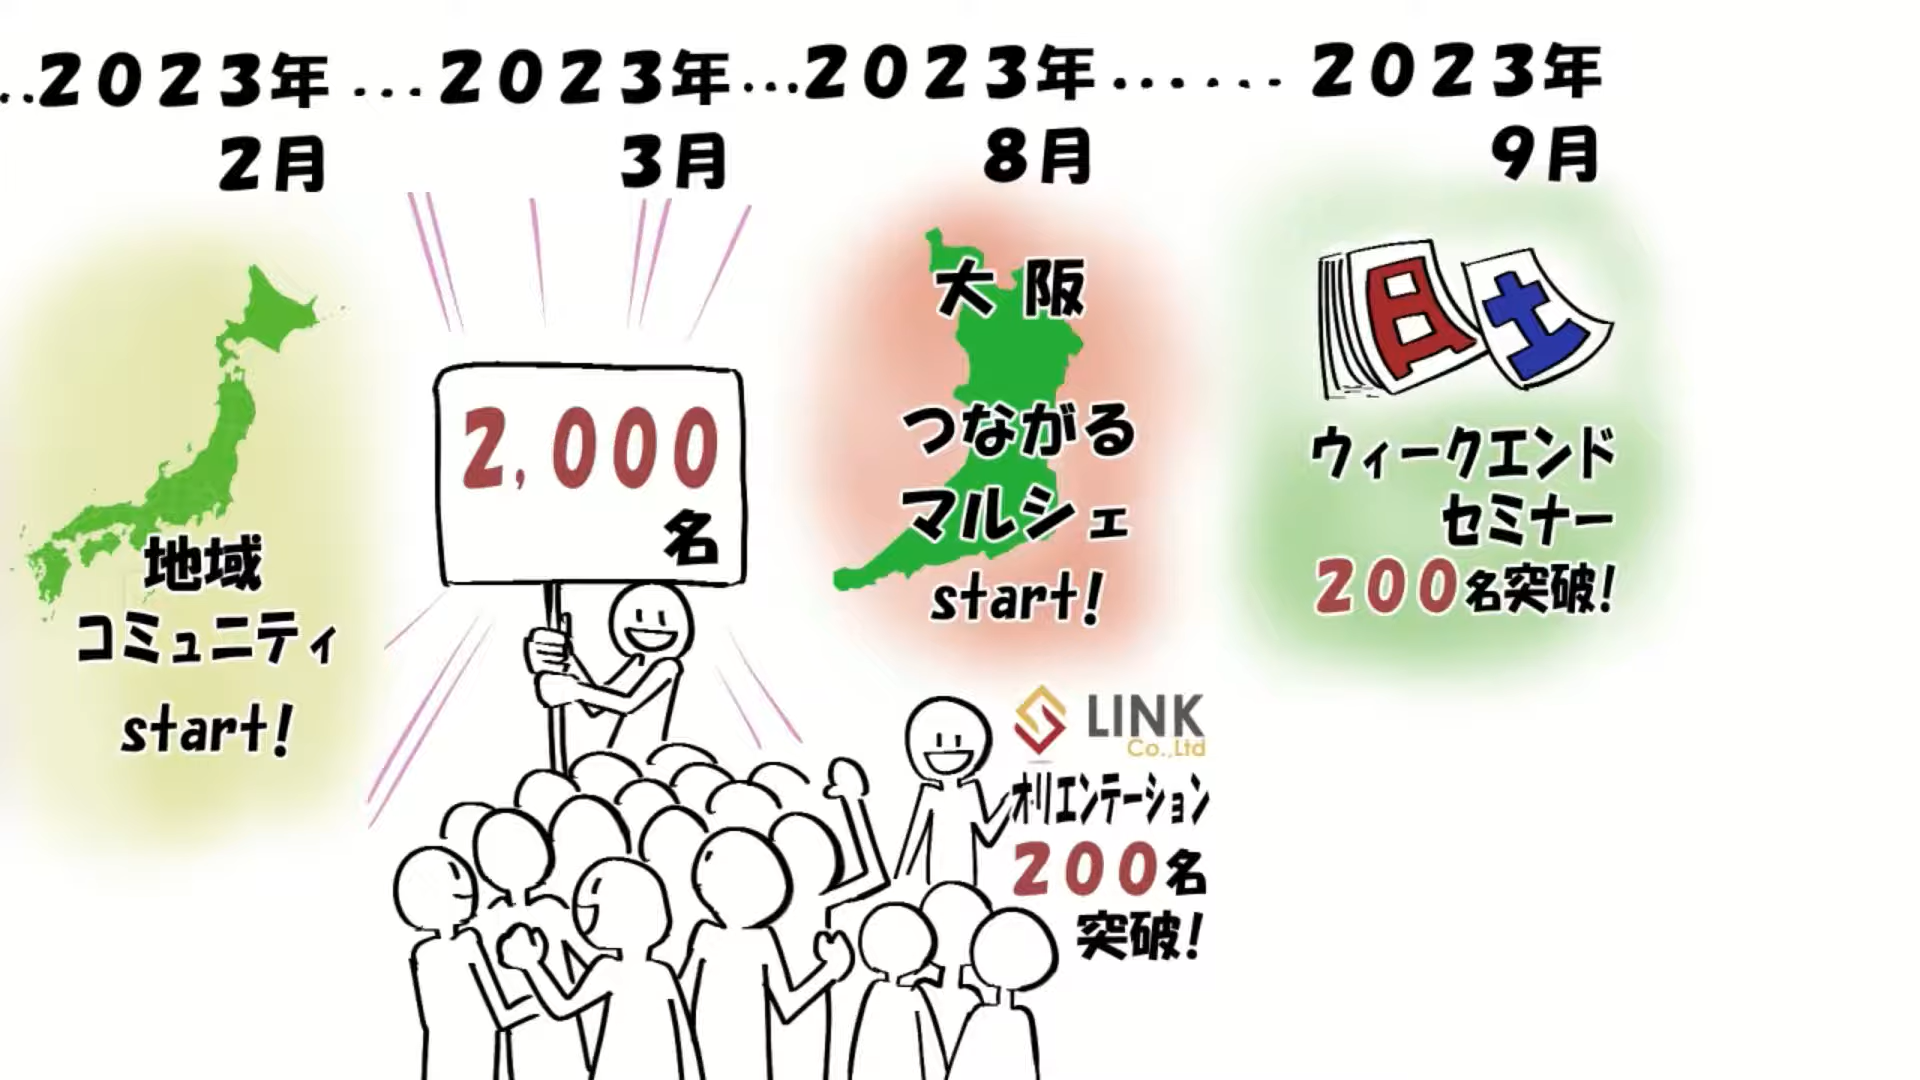 ..２０２３年...２０２３年...２０２３年......２０２３年
２月
３月
８月
９月
地域
コミュニティ
start!
２,０００
名
大阪
つながる
マルシェ
start!
LINK
Co.,Ltd
オリエンテーション
２００名
突破!
日 土
ウィークエンド
セミナー
２００名突破!